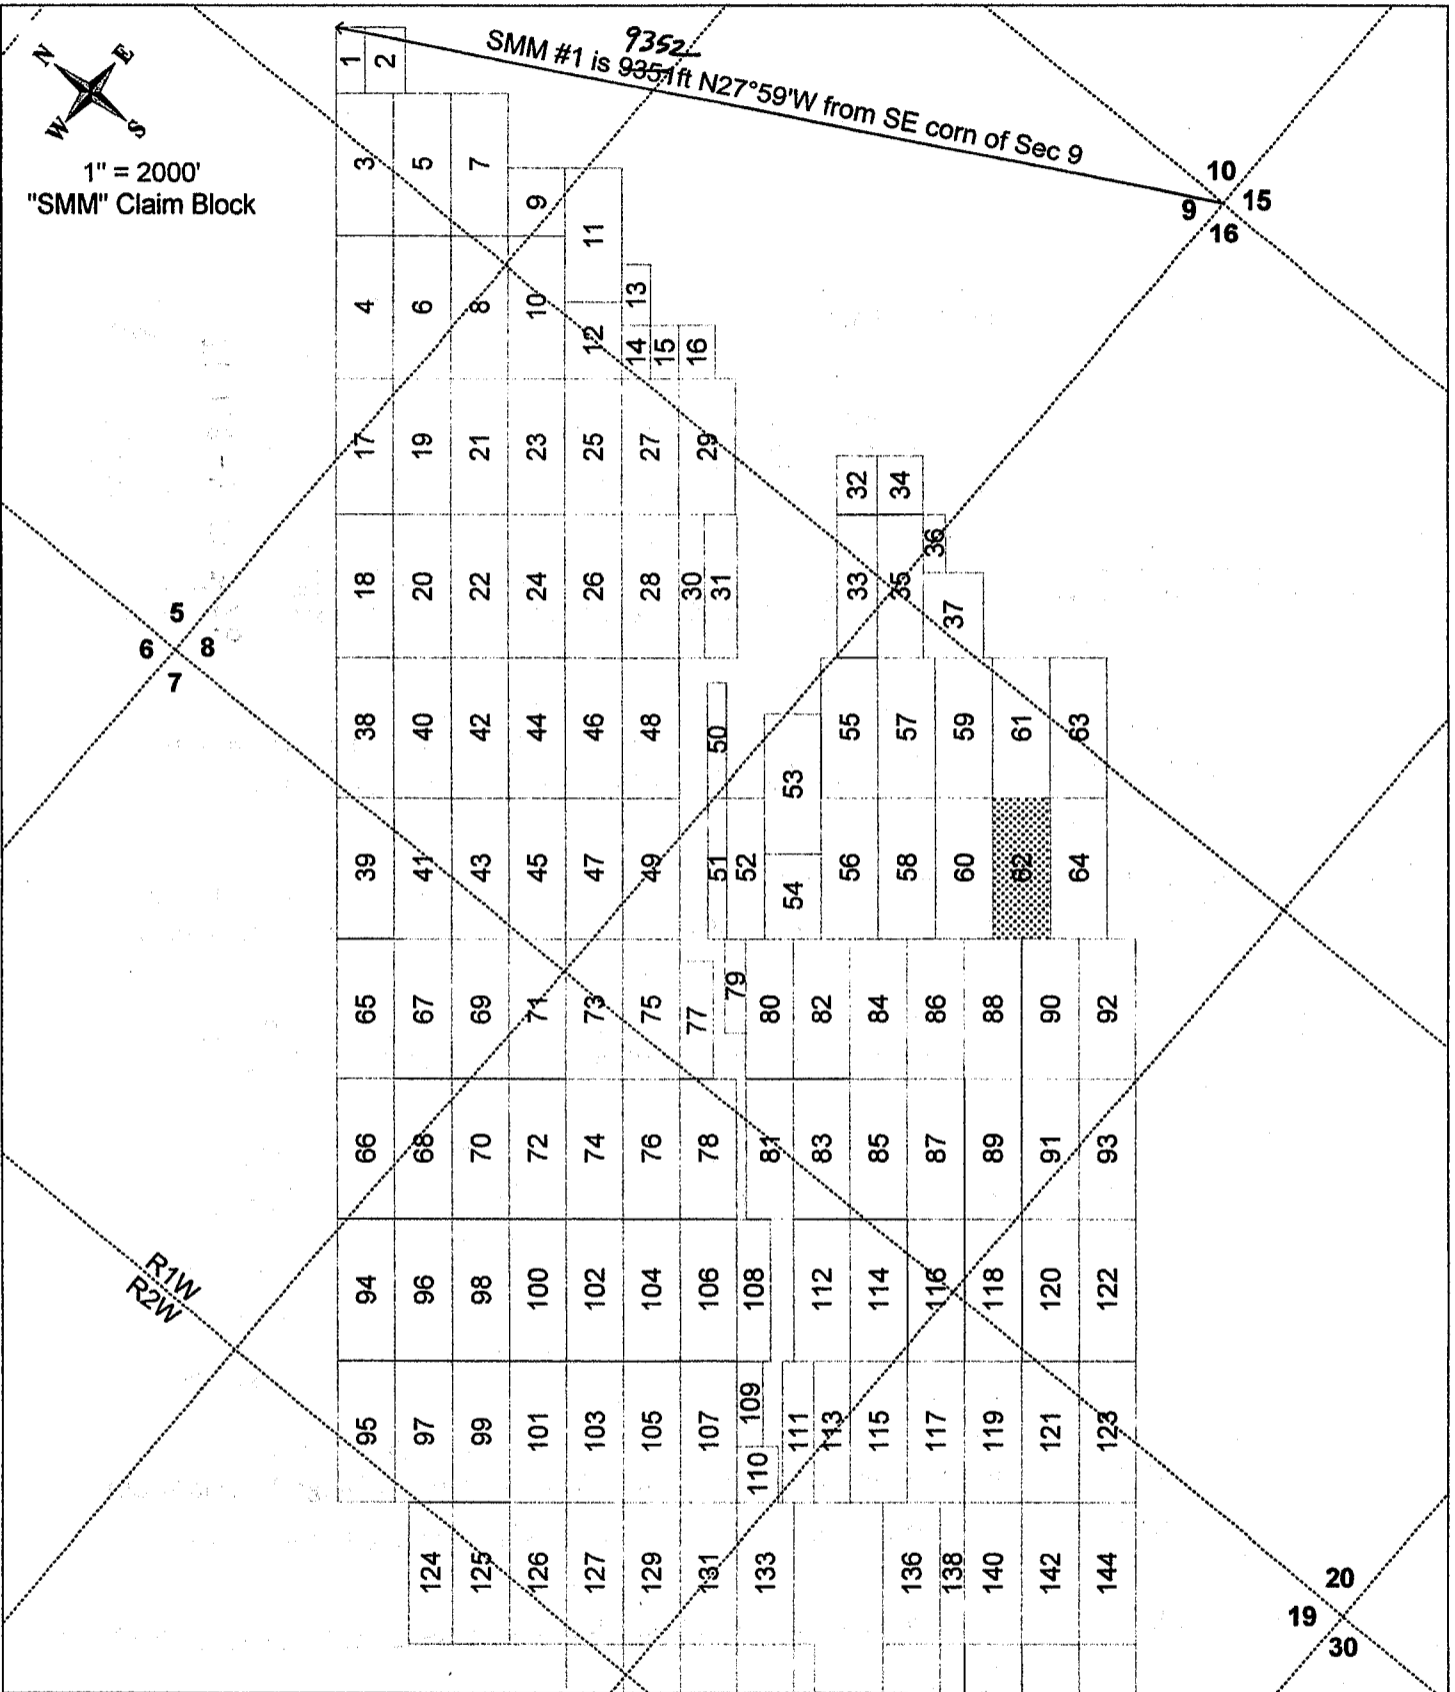 N E
W S
1" = 2000'
"SMM" Claim Block
9352
SMM #1 is 9351ft N27°59'W from SE corn of Sec 9
10
9 15
16
1 2
3 5 7
9 11
4 6 8 10
12 13
14 15 16
17 19 21 23 25 27 29
32 34
18 20 22 24 26 28 30 31
33 35 36 37
5
6 8
7
38 40 42 44 46 48 50
53 55 57 59 61 63
39 41 43 45 47 49 51 52
54 56 58 60 62 64
65 67 69 71 73 75 77 79 80 82 84 86 88 90 92
66 68 70 72 74 76 78 81 83 85 87 89 91 93
R1W
R2W
94 96 98 100 102 104 106 108 112 114 116 118 120 122
95 97 99 101 103 105 107 109 110 111 113 115 117 119 121 123
124 125 126 127 129 131 133 136 138 140 142 144
20
19
30